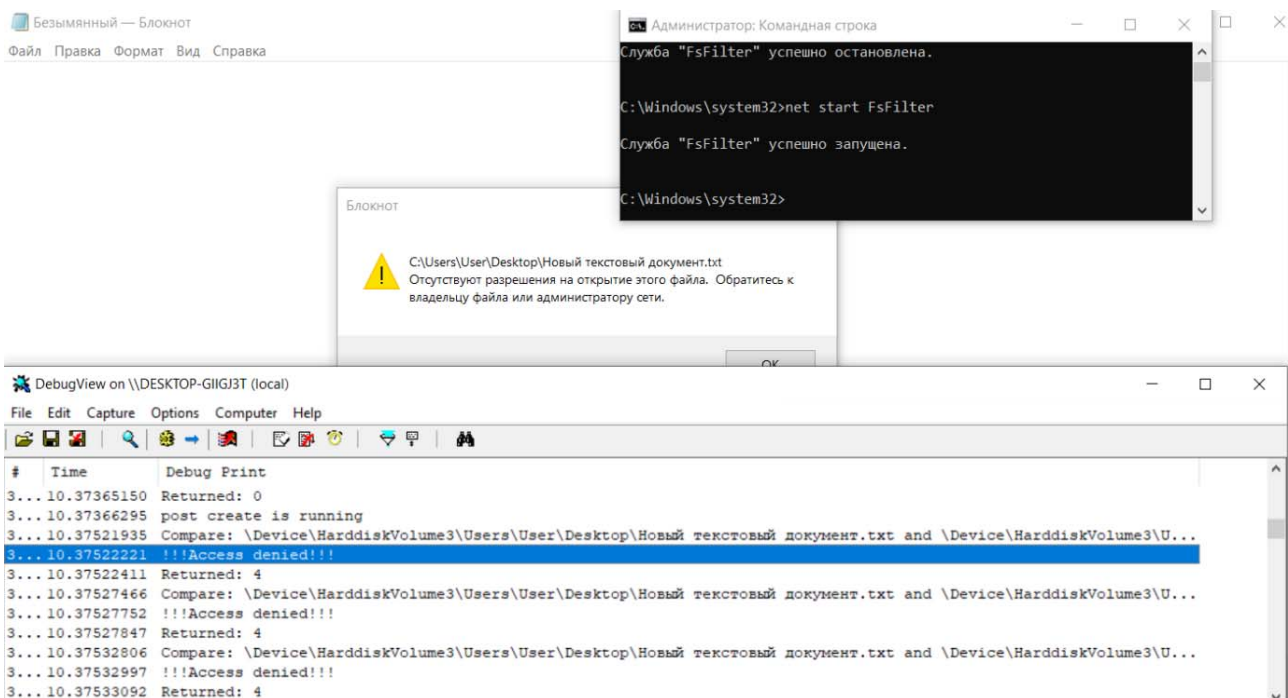 Безымянный — Блокнот
Файл Правка Формат Вид Справка
Администратор: Командная строка
Служба "FsFilter" успешно остановлена.
C:\Windows\system32>net start FsFilter
Служба "FsFilter" успешно запущена.
C:\Windows\system32>
Блокнот
C:\Users\User\Desktop\Новый текстовый документ.txt
Отсутствуют разрешения на открытие этого файла. Обратитесь к
владельцу файла или администратору сети.
OK
DebugView on \\DESKTOP-GIIGJ3T (local)
File Edit Capture Options Computer Help
# Time Debug Print
3... 10.37365150 Returned: 0
3... 10.37366295 post create is running
3... 10.37521935 Compare: \Device\HarddiskVolume3\Users\User\Desktop\Новый текстовый документ.txt and \Device\HarddiskVolume3\U...
3... 10.37522221 !!!Access denied!!!
3... 10.37522411 Returned: 4
3... 10.37527466 Compare: \Device\HarddiskVolume3\Users\User\Desktop\Новый текстовый документ.txt and \Device\HarddiskVolume3\U...
3... 10.37527752 !!!Access denied!!!
3... 10.37527847 Returned: 4
3... 10.37532806 Compare: \Device\HarddiskVolume3\Users\User\Desktop\Новый текстовый документ.txt and \Device\HarddiskVolume3\U...
3... 10.37532997 !!!Access denied!!!
3... 10.37533092 Returned: 4